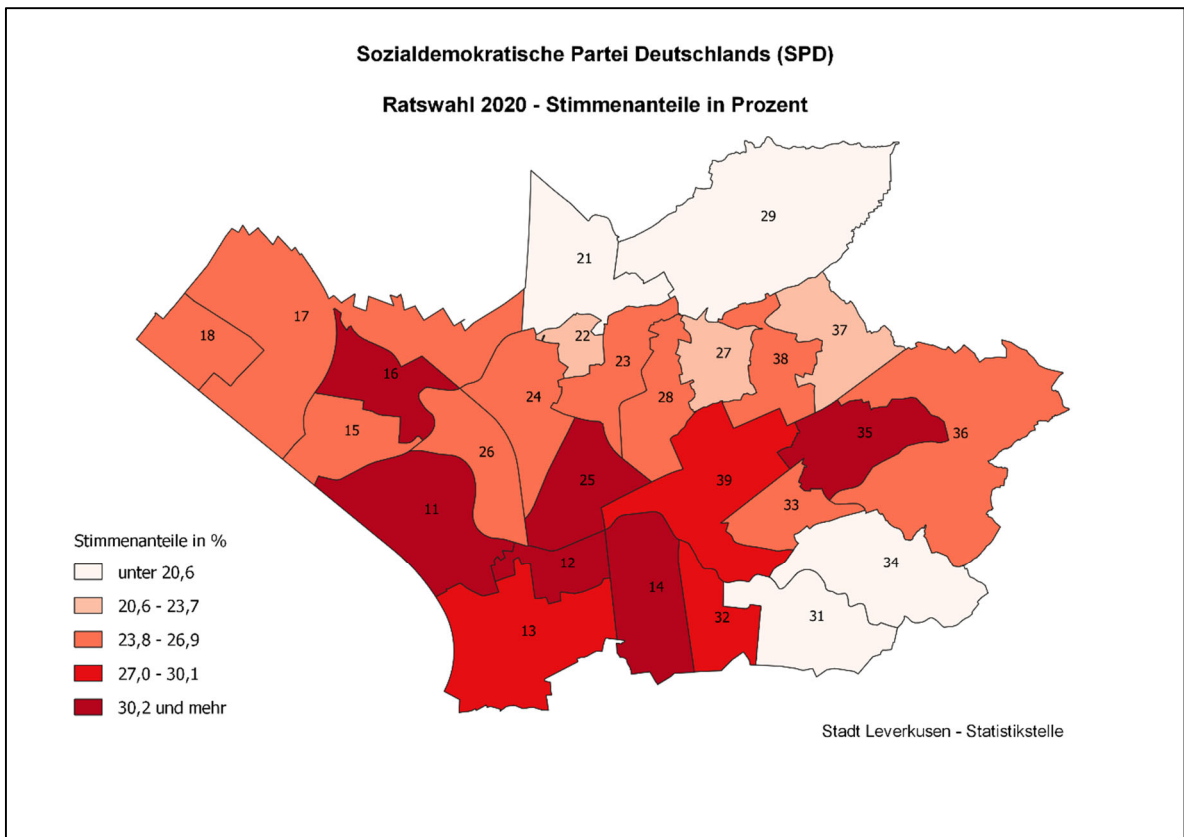 Sozialdemokratische Partei Deutschlands (SPD)
Ratswahl 2020 - Stimmenanteile in Prozent
29
21
17
18
22
37
23
27
38
16
24
28
15
35
36
26
25
39
11
33
12
34
14
31
32
13
Stimmenanteile in %
unter 20,6
20,6 - 23,7
23,8 - 26,9
27,0 - 30,1
30,2 und mehr
Stadt Leverkusen - Statistikstelle